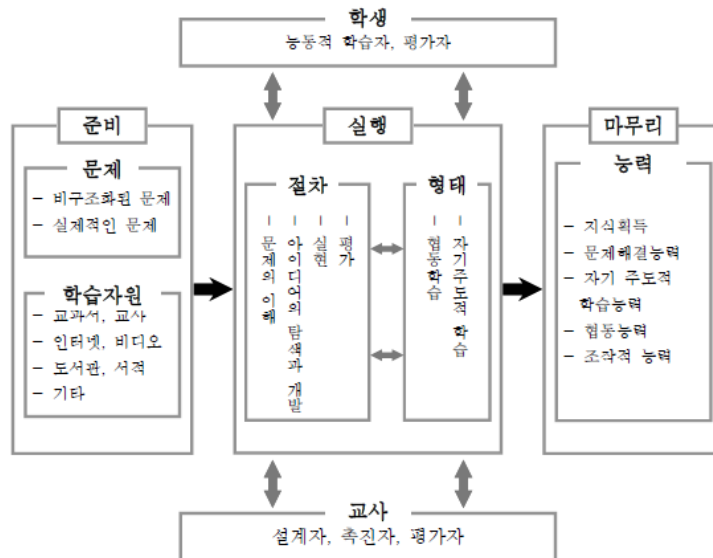 학생
능동적 학습자, 평가자
준비
문제
– 비구조화된 문제
– 실제적인 문제
학습자원
– 교과서, 교사
– 인터넷, 비디오
– 도서관, 서적
– 기타
실행
절차
– 문제의 이해
– 아이디어의 탐색과 개발
– 실현
– 평가
형태
– 협동학습
– 자기주도적 학습
마무리
능력
– 지식획득
– 문제해결능력
– 자기 주도적
학습능력
– 협동능력
– 조작적 능력
교사
설계자, 촉진자, 평가자